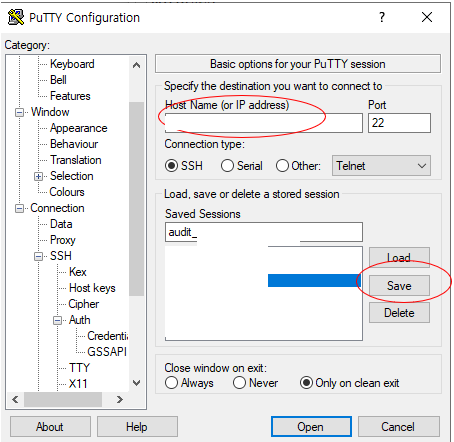 PuTTY Configuration
?
Category:
Keyboard
Bell
Features
Window
Appearance
Behaviour
Translation
Selection
Colours
Connection
Data
Proxy
SSH
Kex
Host keys
Cipher
Auth
Credentia
GSSAPI
TTY
X11
Basic options for your PuTTY session
Specify the destination you want to connect to
Host Name (or IP address) Port
22
Connection type:
SSH Serial Other: Telnet
Load, save or delete a stored session
Saved Sessions
audit_
Load
Save
Delete
Close window on exit:
Always Never Only on clean exit
About Help Open Cancel